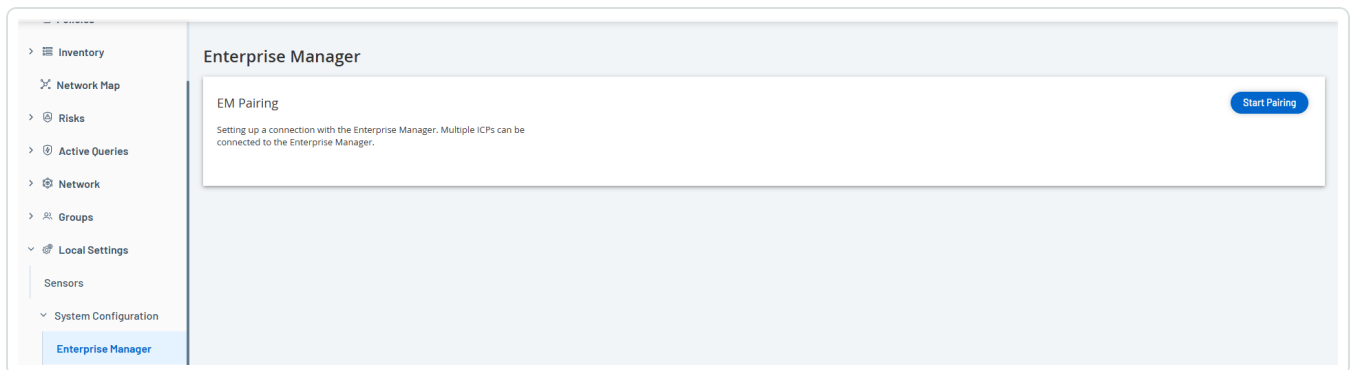 Policies
Inventory
Network Map
Risks
Active Queries
Network
Groups
Local Settings
Sensors
System Configuration
Enterprise Manager
Enterprise Manager
EM Pairing
Start Pairing
Setting up a connection with the Enterprise Manager. Multiple ICPs can be
connected to the Enterprise Manager.